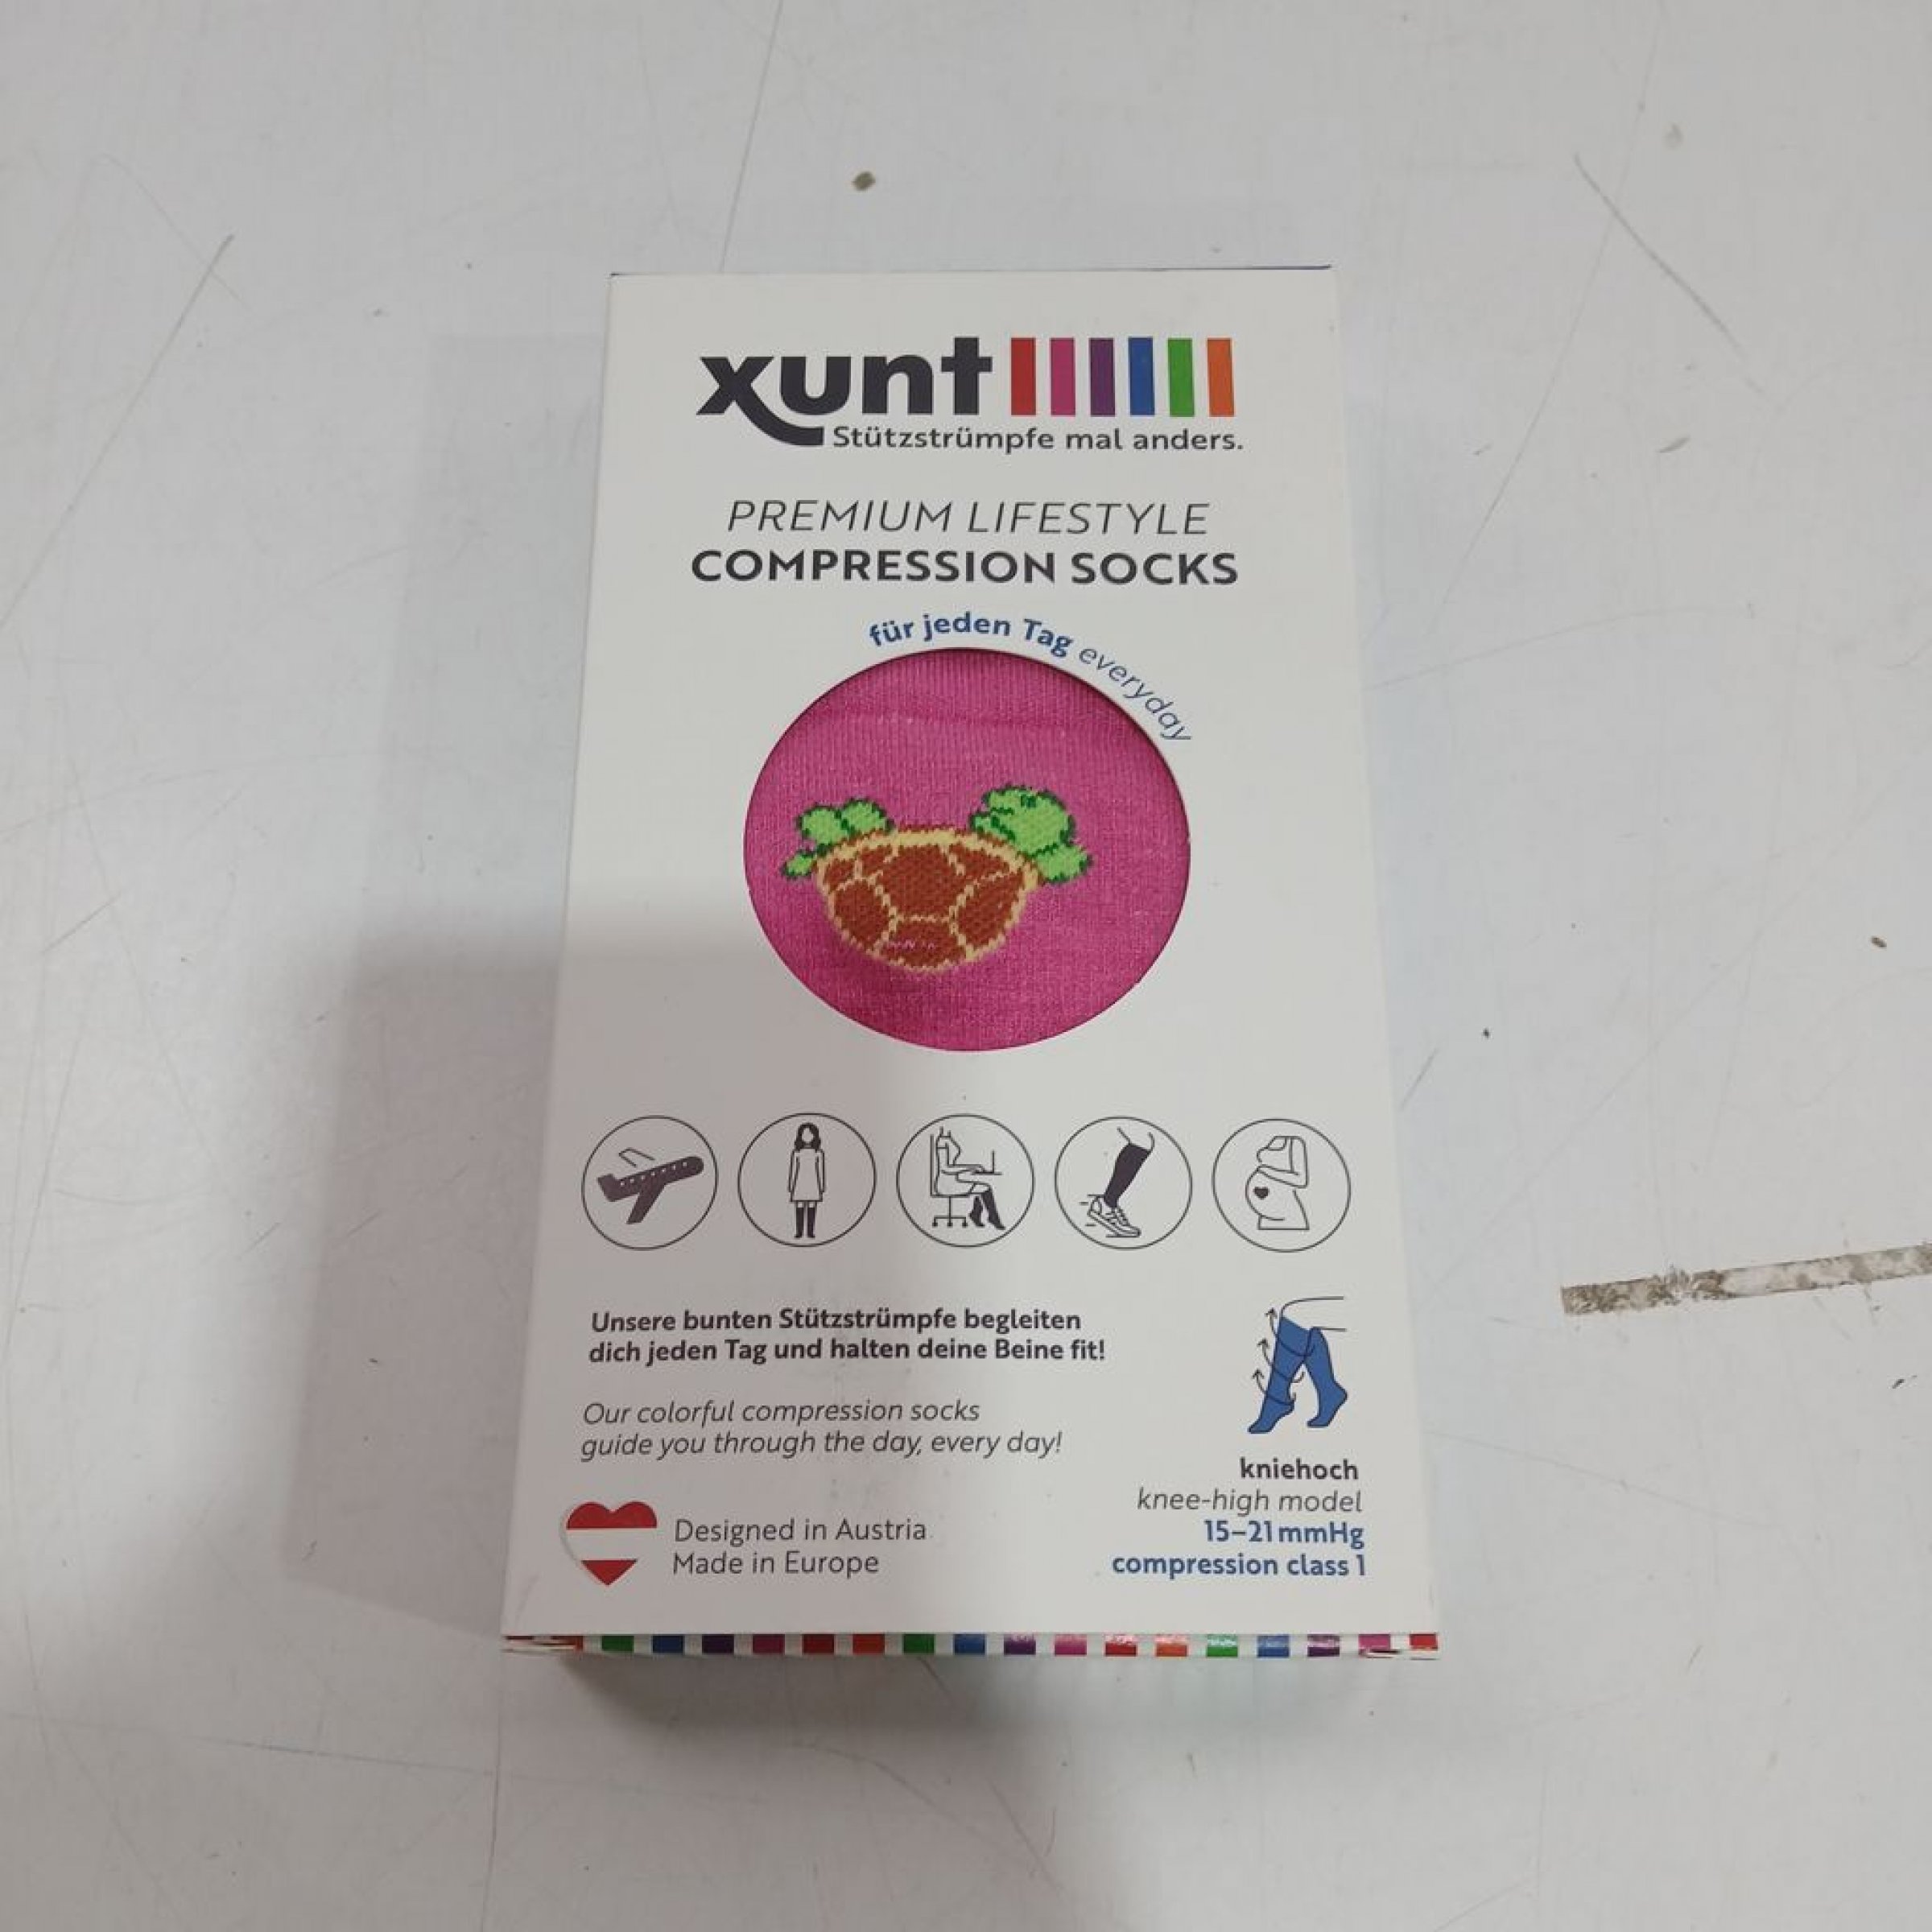 xunt
Stützstrümpfe mal anders.
PREMIUM LIFESTYLE
COMPRESSION SOCKS
für jeden Tag everyday
Unsere bunten Stützstrümpfe begleiten
dich jeden Tag und halten deine Beine fit!
Our colorful compression socks
guide you through the day, every day!
Designed in Austria
Made in Europe
kniehoch
knee-high model
15–21 mmHg
compression class 1